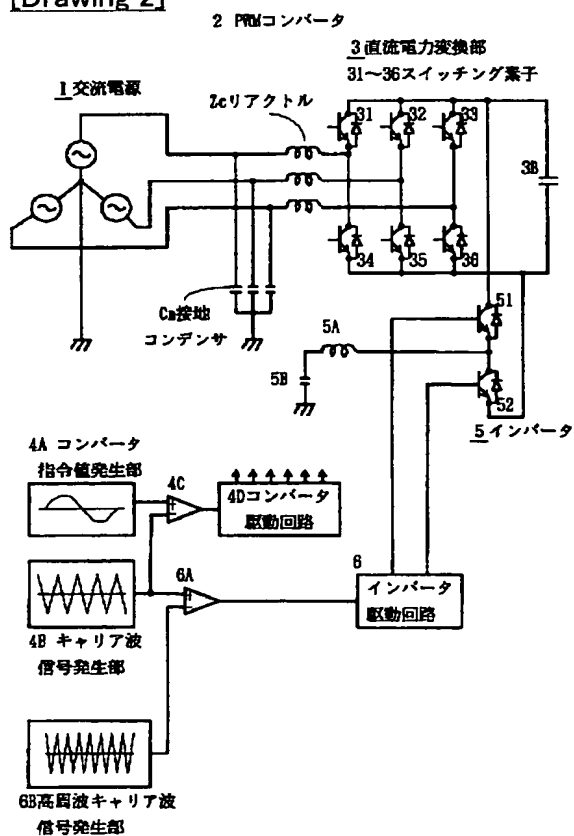 [Drawing 2]
2 PWMコンバータ
3 直流電力変換部
31〜36スイッチング素子
1 交流電源
Zcリアクトル
31
32
33
3B
34
35
36
Cn接地
コンデンサ
5A
5B
51
52
5 インバータ
4A コンバータ
指令値発生部
4C
4Dコンバータ
駆動回路
4B キャリア波
信号発生部
6A
6
インバータ
駆動回路
6B高周波キャリア波
信号発生部